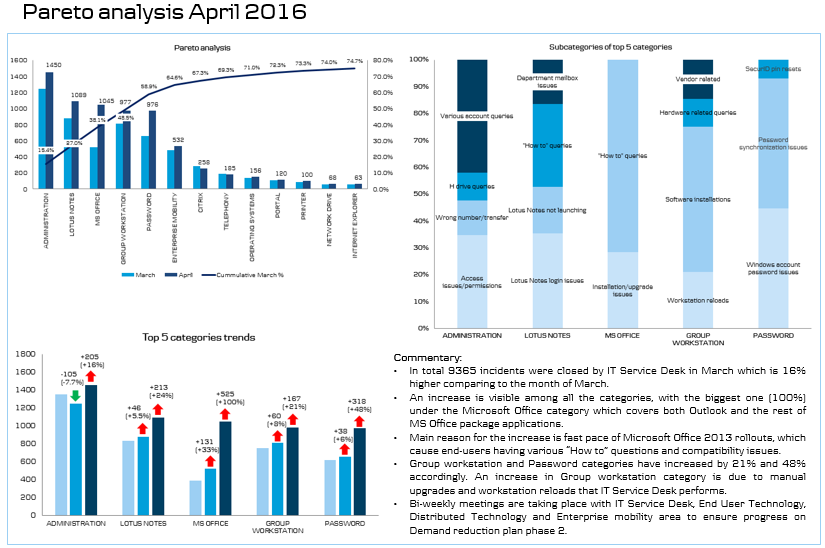 Pareto analysis April 2016
Pareto analysis
1600
1400
1200
1000
800
600
400
200
0
80.0%
70.0%
60.0%
50.0%
40.0%
30.0%
20.0%
10.0%
0.0%
1450
1089
1045
977
976
532
258
185
156
120
100
68
63
15.4%
27.0%
38.1%
48.5%
58.9%
64.6%
67.3%
69.3%
71.0%
72.3%
73.3%
74.0%
74.7%
ADMINISTRATION
LOTUS NOTES
MS OFFICE
GROUP WORKSTATION
PASSWORD
ENTERPRISE MOBILITY
CITRIX
TELEPHONY
OPERATING SYSTEMS
PORTAL
PRINTER
NETWORK DRIVE
INTERNET EXPLORER
March
April
Cummulative March %
Subcategories of top 5 categories
100%
90%
80%
70%
60%
50%
40%
30%
20%
10%
0%
Various account queries
H drive queries
Wrong number/transfer
Access
issues/permissions
Department mailbox
issues
"How to" queries
Lotus Notes not launching
Lotus Notes login issues
"How to" queries
Installation/upgrade
issues
Vendor related
Hardware related queries
Software installations
Workstation reloads
SecurID pin resets
Password
synchronization issues
Windows account
password issues
ADMINISTRATION
LOTUS NOTES
MS OFFICE
GROUP
WORKSTATION
PASSWORD
Top 5 categories trends
1800
1600
1400
1200
1000
800
600
400
200
0
-105
(-7.7%)
+205
(+16%)
+46
(+5.5%)
+213
(+24%)
+131
(+33%)
+525
(+100%)
+60
(+8%)
+167
(+21%)
+38
(+6%)
+318
(+48%)
ADMINISTRATION
LOTUS NOTES
MS OFFICE
GROUP
WORKSTATION
PASSWORD
Commentary:
• In total 9365 incidents were closed by IT Service Desk in March which is 16%
higher comparing to the month of March.
• An increase is visible among all the categories, with the biggest one (100%)
under the Microsoft Office category which covers both Outlook and the rest of
MS Office package applications.
• Main reason for the increase is fast pace of Microsoft Office 2013 rollouts, which
cause end-users having various "How to" questions and compatibility issues.
• Group workstation and Password categories have increased by 21% and 48%
accordingly. An increase in Group workstation category is due to manual
upgrades and workstation reloads that IT Service Desk performs.
• Bi-weekly meetings are taking place with IT Service Desk, End User Technology,
Distributed Technology and Enterprise mobility area to ensure progress on
Demand reduction plan phase 2.